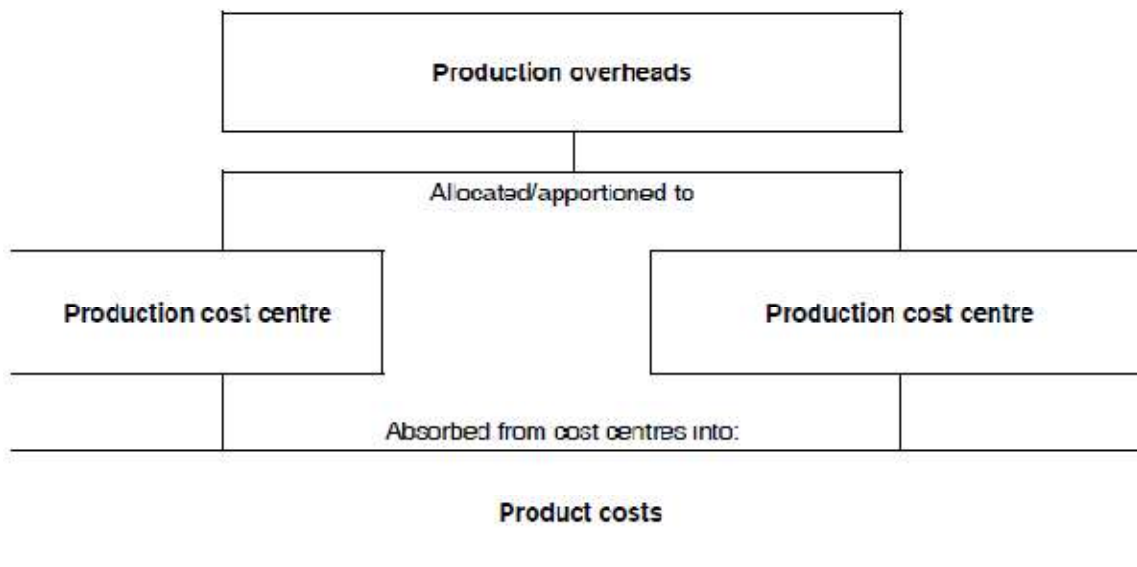 Production overheads
Allocated/apportioned to
Production cost centre
Production cost centre
Absorbed from cost centres into:
Product costs